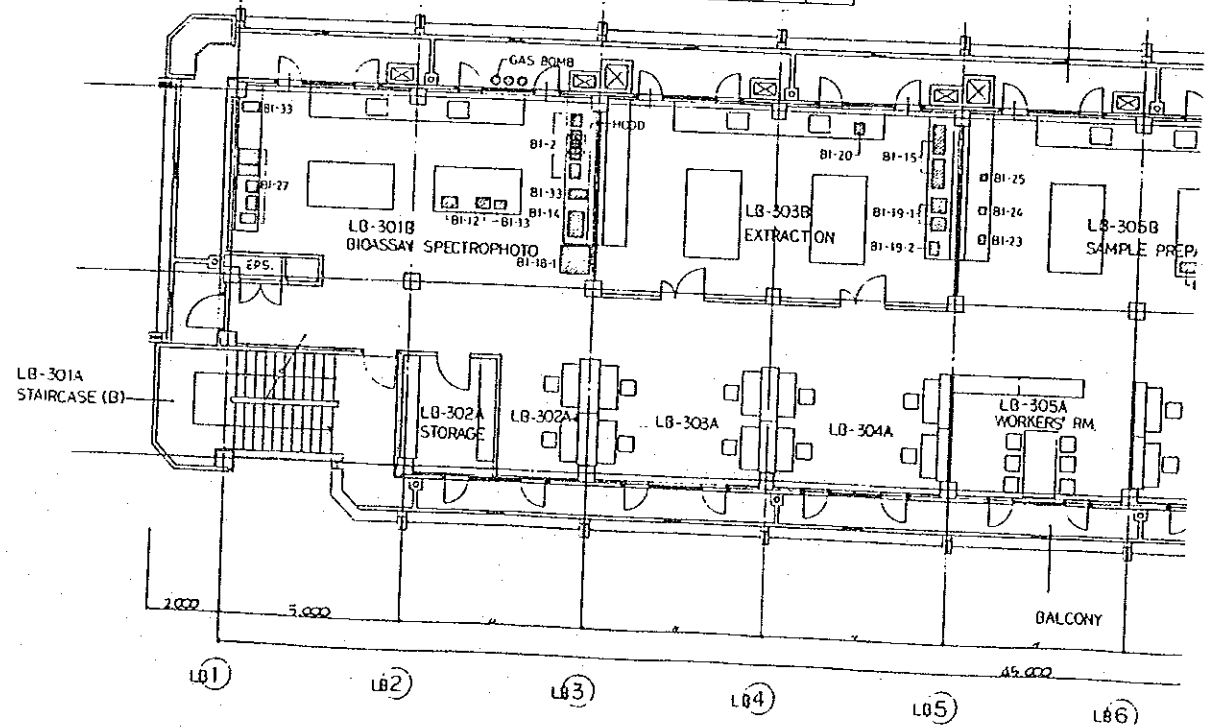 GAS BOMB
HOOD
BI-33
BI-2
BI-20
BI-15
BI-27
BI-33
BI-25
BI-12
BI-13
BI-14
BI-19-1
BI-24
LB-301B
BIOASSAY SPECTROPHOTO
LB-303B
EXTRACTION
LB-305B
SAMPLE PREPA
BI-19-2
BI-23
EPS.
BI-18-1
LB-301A
STAIRCASE (B)
LB-302A
STORAGE
LB-302A
LB-303A
LB-304A
LB-305A
WORKERS' RM.
2.000
5.000
BALCONY
45.000
LB1
LB2
LB3
LB4
LB5
LB6